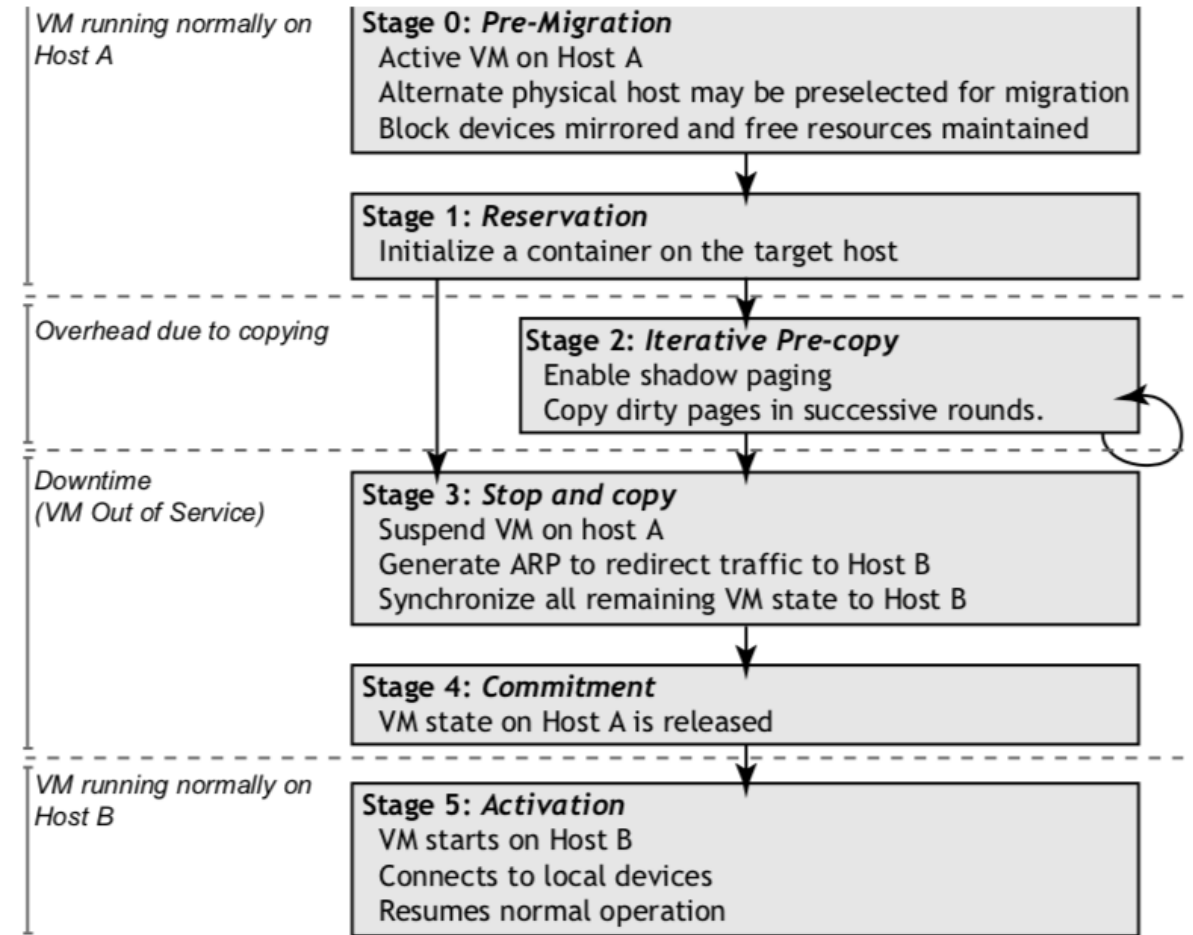 VM running normally on
Host A
Stage 0: Pre-Migration
Active VM on Host A
Alternate physical host may be preselected for migration
Block devices mirrored and free resources maintained
Stage 1: Reservation
Initialize a container on the target host
Overhead due to copying
Stage 2: Iterative Pre-copy
Enable shadow paging
Copy dirty pages in successive rounds.
Downtime
(VM Out of Service)
Stage 3: Stop and copy
Suspend VM on host A
Generate ARP to redirect traffic to Host B
Synchronize all remaining VM state to Host B
Stage 4: Commitment
VM state on Host A is released
VM running normally on
Host B
Stage 5: Activation
VM starts on Host B
Connects to local devices
Resumes normal operation